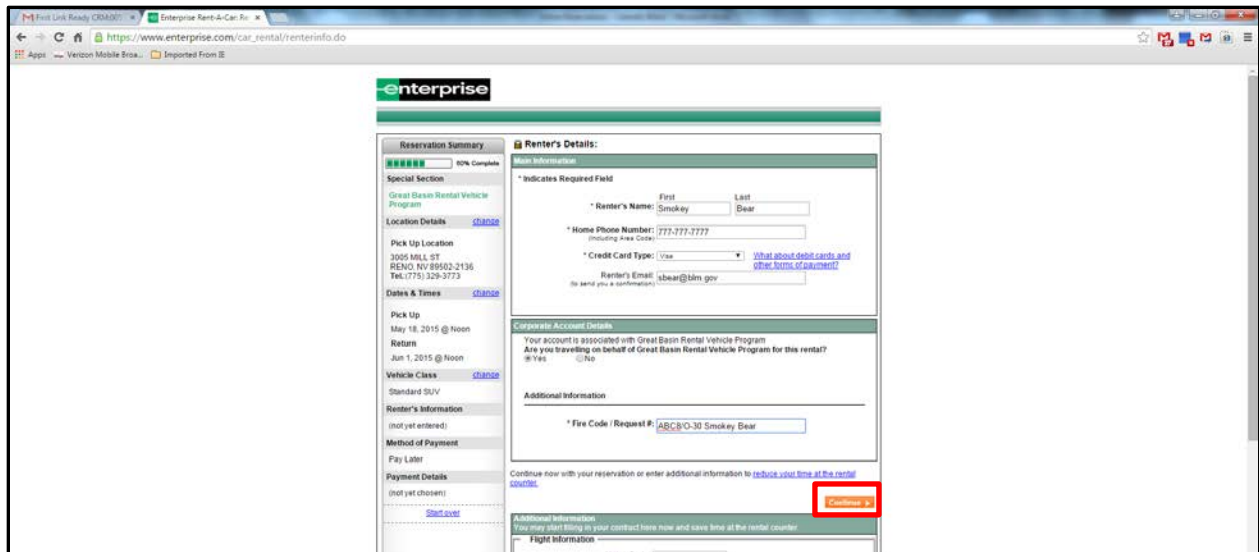 First Link Ready CRM:001
Enterprise Rent-A-Car: Re
https://www.enterprise.com/car_rental/renterinfo.do
Apps
Verizon Mobile Broa...
Imported From IE
enterprise
Reservation Summary
60% Complete
Special Section
Great Basin Rental Vehicle
Program
Location Details change
Pick Up Location
3005 MILL ST
RENO, NV 89502-2136
Tel.:(775) 329-3773
Dates & Times change
Pick Up
May 18, 2015 @ Noon
Return
Jun 1, 2015 @ Noon
Vehicle Class change
Standard SUV
Renter's Information
(not yet entered)
Method of Payment
Pay Later
Payment Details
(not yet chosen)
Start over
Renter's Details:
Main Information
* Indicates Required Field
First Last
* Renter's Name: Smokey Bear
* Home Phone Number: 777-777-7777
(Including Area Code)
* Credit Card Type: Visa What about debit cards and
other forms of payment?
Renter's Email: sbear@blm.gov
(to send you a confirmation)
Corporate Account Details
Your account is associated with Great Basin Rental Vehicle Program
Are you travelling on behalf of Great Basin Rental Vehicle Program for this rental?
Yes No
Additional Information
* Fire Code / Request #: ABC8/O-30 Smokey Bear
Continue now with your reservation or enter additional information to reduce your time at the rental
counter.
Continue
Additional Information
You may start filling in your contract here now and save time at the rental counter
Flight Information